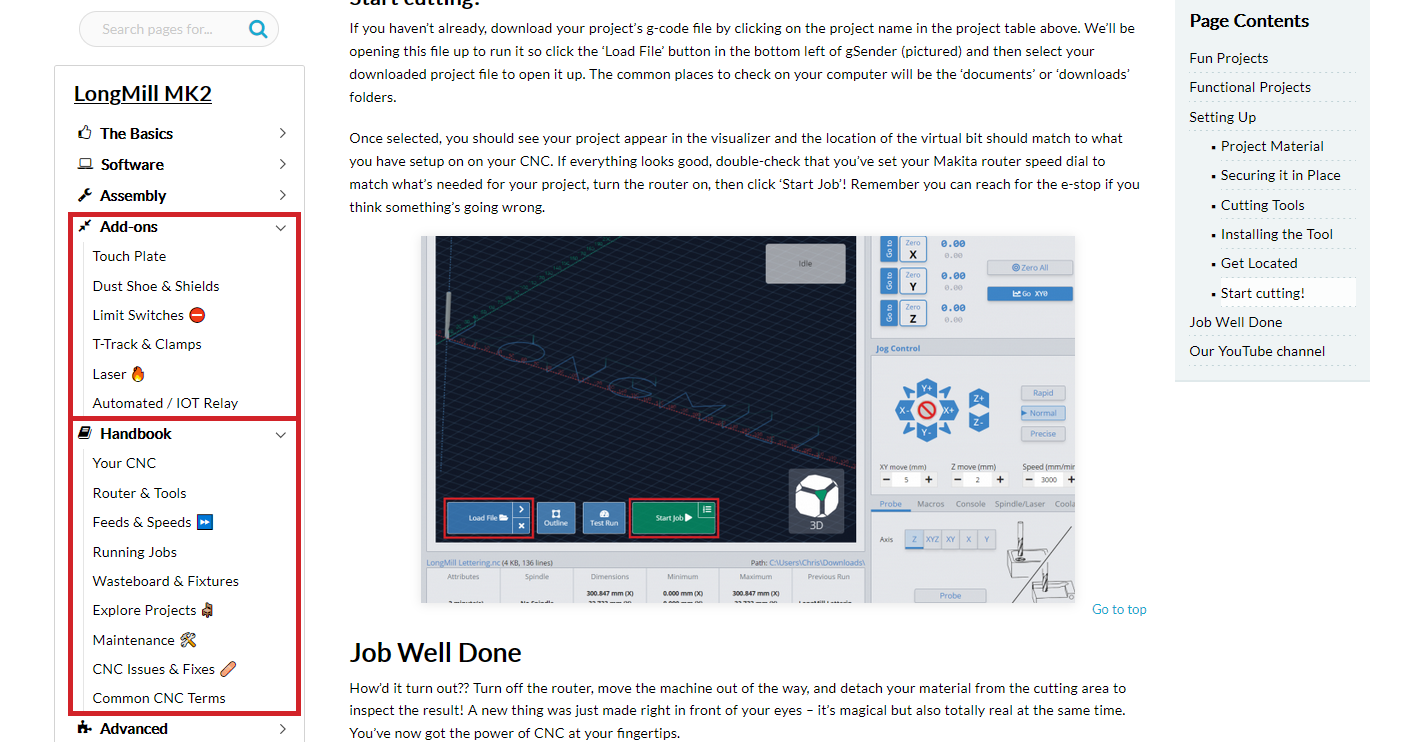 Search pages for...
LongMill MK2
The Basics
Software
Assembly
Add-ons
Touch Plate
Dust Shoe & Shields
Limit Switches ⛔
T-Track & Clamps
Laser 🔥
Automated / IOT Relay
Handbook
Your CNC
Router & Tools
Feeds & Speeds ⏩
Running Jobs
Wasteboard & Fixtures
Explore Projects
Maintenance 🛠
CNC Issues & Fixes 🩹
Common CNC Terms
Advanced
Start cutting!
If you haven't already, download your project's g-code file by clicking on the project name in the project table above. We'll be
opening this file up to run it so click the 'Load File' button in the bottom left of gSender (pictured) and then select your
downloaded project file to open it up. The common places to check on your computer will be the 'documents' or 'downloads'
folders.
Once selected, you should see your project appear in the visualizer and the location of the virtual bit should match to what
you have setup on on your CNC. If everything looks good, double-check that you've set your Makita router speed dial to
match what's needed for your project, turn the router on, then click 'Start Job'! Remember you can reach for the e-stop if you
think something's going wrong.
Idle
LONGMILL
Load File
Outline
Test Run
Start Job
3D
Go to
Zero
X
0.00
0.00
Go to
Zero
Y
0.00
0.00
Go to
Zero
Z
0.00
0.00
Zero All
Go XY0
Jog Control
Y+
X-
X+
Y-
Z+
Z-
Rapid
Normal
Precise
XY move (mm)
Z move (mm)
Speed (mm/min
− 5 +
− 2 +
− 3000 +
Probe Macros Console Spindle/Laser Coola
Axis Z XYZ XY X Y
Probe
LongMill Lettering.nc (4 KB, 136 lines)
Path: C:\Users\Chris\Downloads\
Attributes Spindle Dimensions Minimum Maximum Previous Run
300.847 mm (X) 0.000 mm (X) 300.847 mm (X)
Go to top
Job Well Done
How'd it turn out?? Turn off the router, move the machine out of the way, and detach your material from the cutting area to
inspect the result! A new thing was just made right in front of your eyes – it's magical but also totally real at the same time.
You've now got the power of CNC at your fingertips.
Page Contents
Fun Projects
Functional Projects
Setting Up
▪ Project Material
▪ Securing it in Place
▪ Cutting Tools
▪ Installing the Tool
▪ Get Located
▪ Start cutting!
Job Well Done
Our YouTube channel